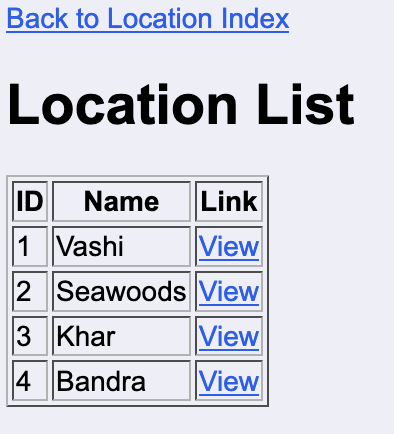 Back to Location Index
Location List
ID Name Link
1 Vashi View
2 Seawoods View
3 Khar View
4 Bandra View